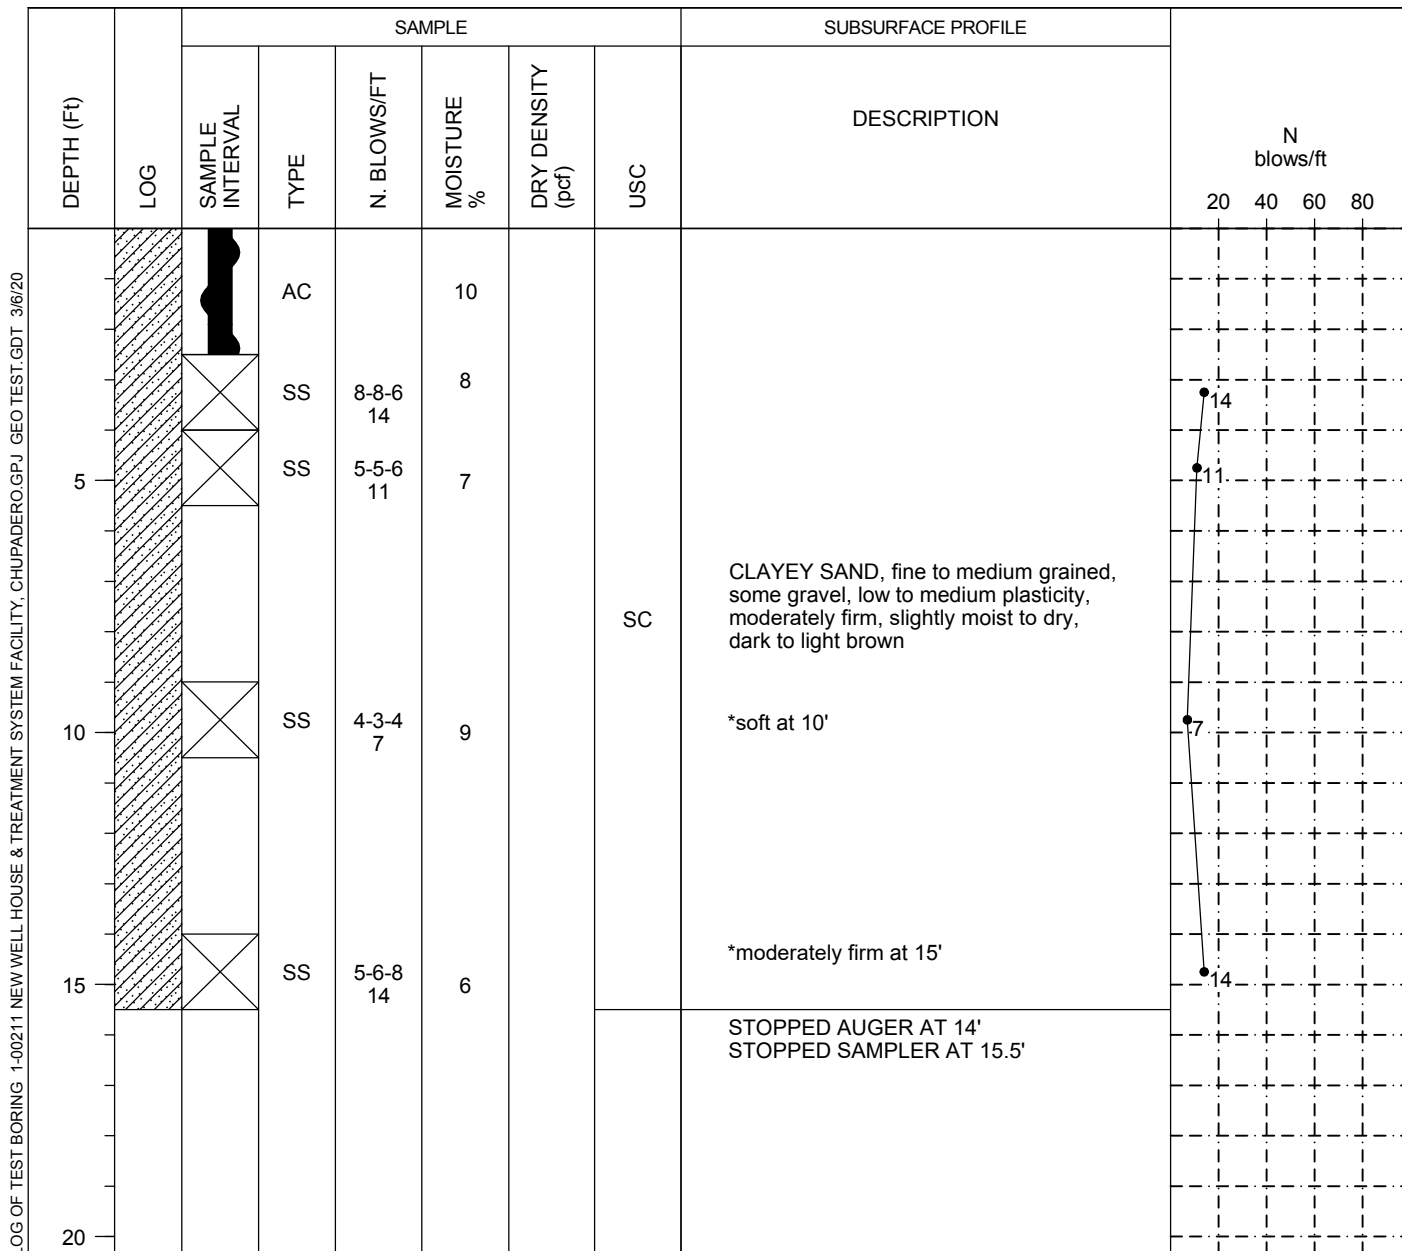 SAMPLE
SUBSURFACE PROFILE
DEPTH (Ft)
LOG
SAMPLE
INTERVAL
TYPE
N. BLOWS/FT
MOISTURE
%
DRY DENSITY
(pcf)
USC
DESCRIPTION
N
blows/ft
20 40 60 80
AC 10
SS 8-8-6 8
14
14
SS 5-5-6 7
11
11
5
CLAYEY SAND, fine to medium grained,
some gravel, low to medium plasticity,
moderately firm, slightly moist to dry,
dark to light brown
SC
10
SS 4-3-4 9
7
*soft at 10'
7
*moderately firm at 15'
15
SS 5-6-8 6
14
14
STOPPED AUGER AT 14'
STOPPED SAMPLER AT 15.5'
20
LOG OF TEST BORING 1-00211 NEW WELL HOUSE & TREATMENT SYSTEM FACILITY, CHUPADERO.GPJ GEO TEST.GDT 3/6/20